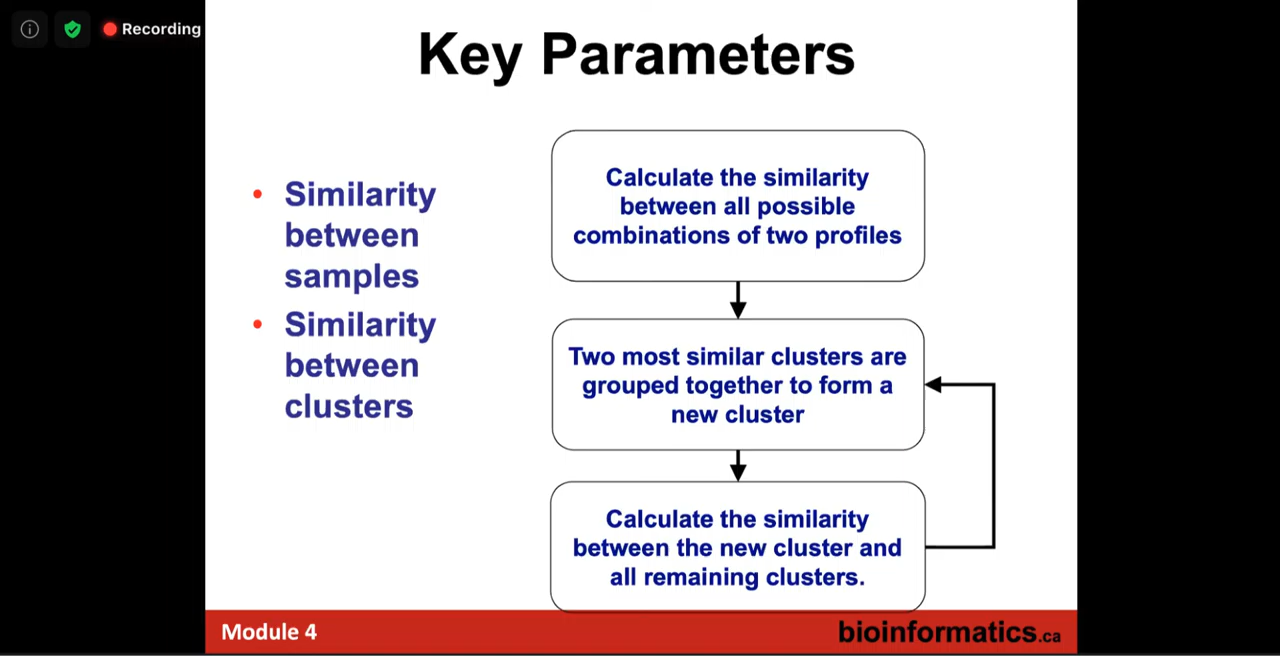 Recording
Key Parameters
• Similarity
between
samples
• Similarity
between
clusters
Calculate the similarity
between all possible
combinations of two profiles
Two most similar clusters are
grouped together to form a
new cluster
Calculate the similarity
between the new cluster and
all remaining clusters.
Module 4
bioinformatics.ca